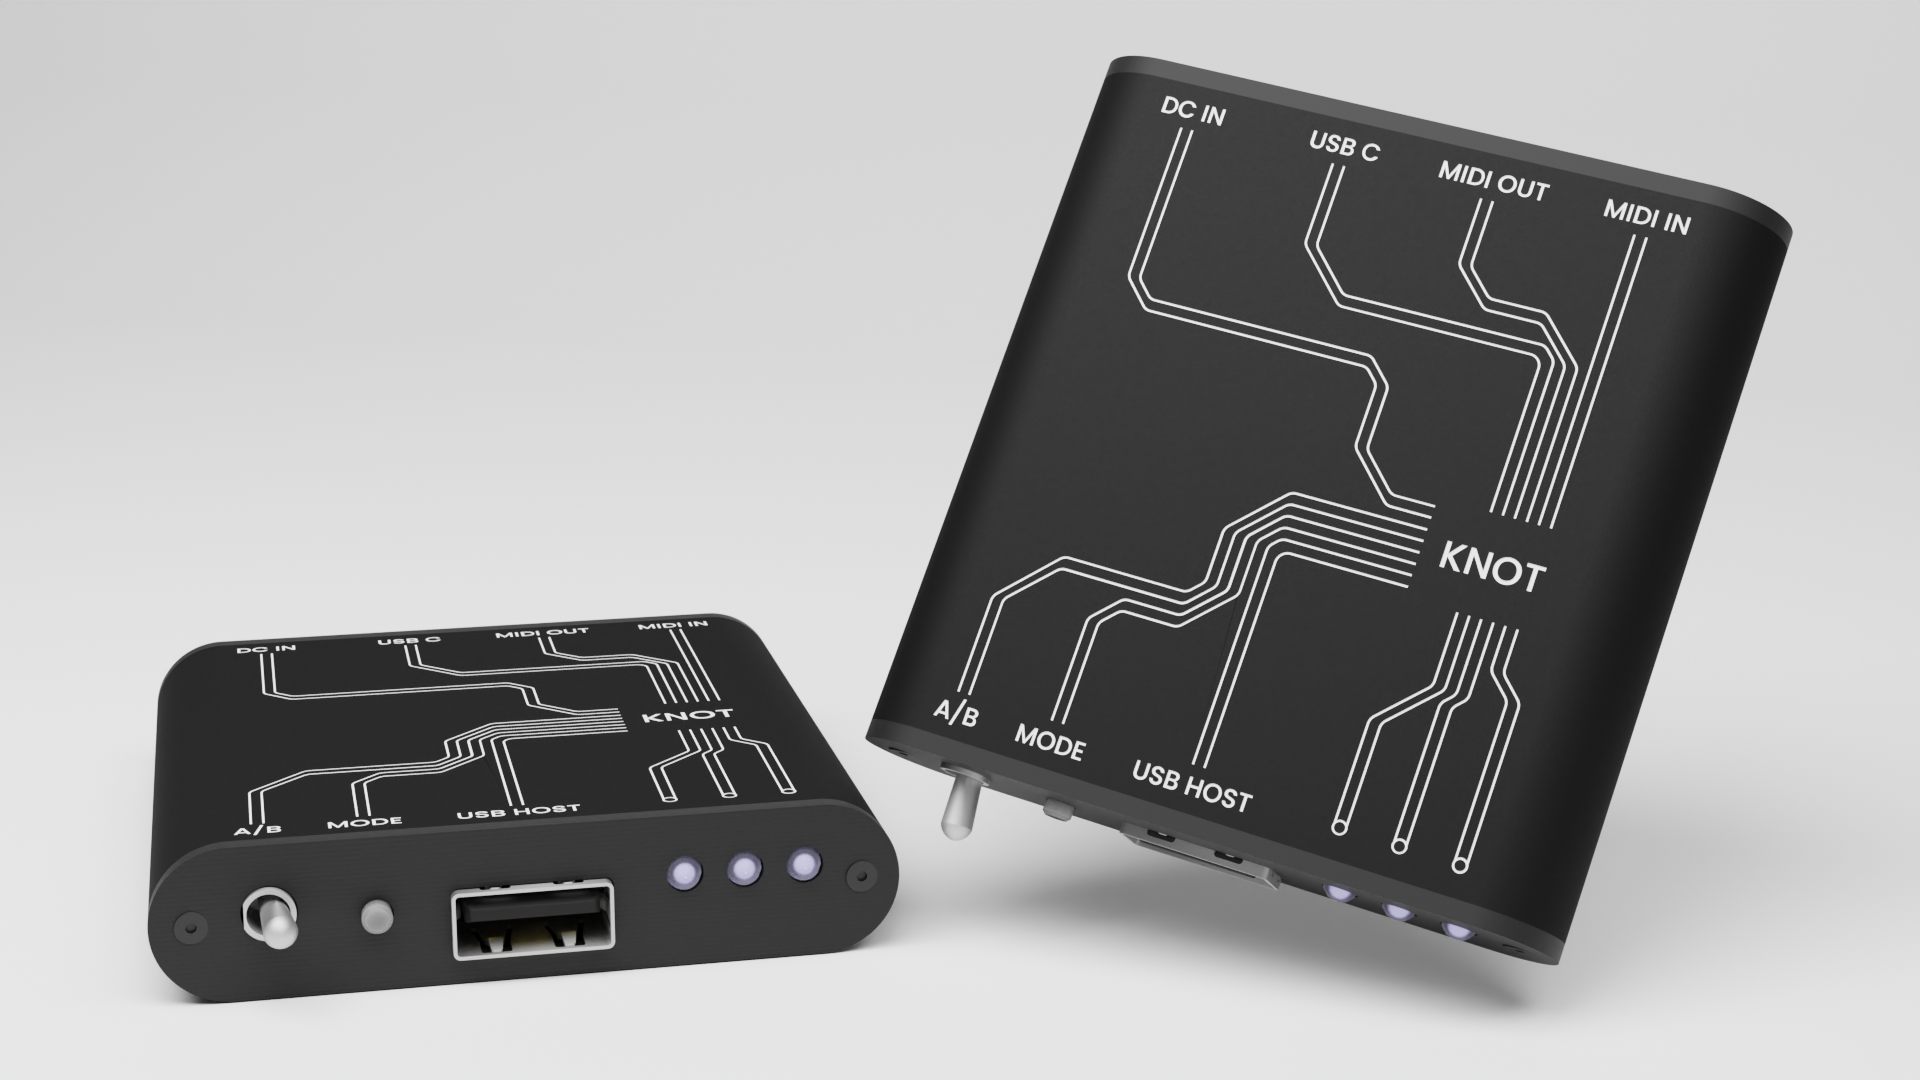 DC IN
USB C
MIDI OUT
MIDI IN
KNOT
A/B
MODE
USB HOST
DC IN
USB C
MIDI OUT
MIDI IN
KNOT
A/B
MODE
USB HOST